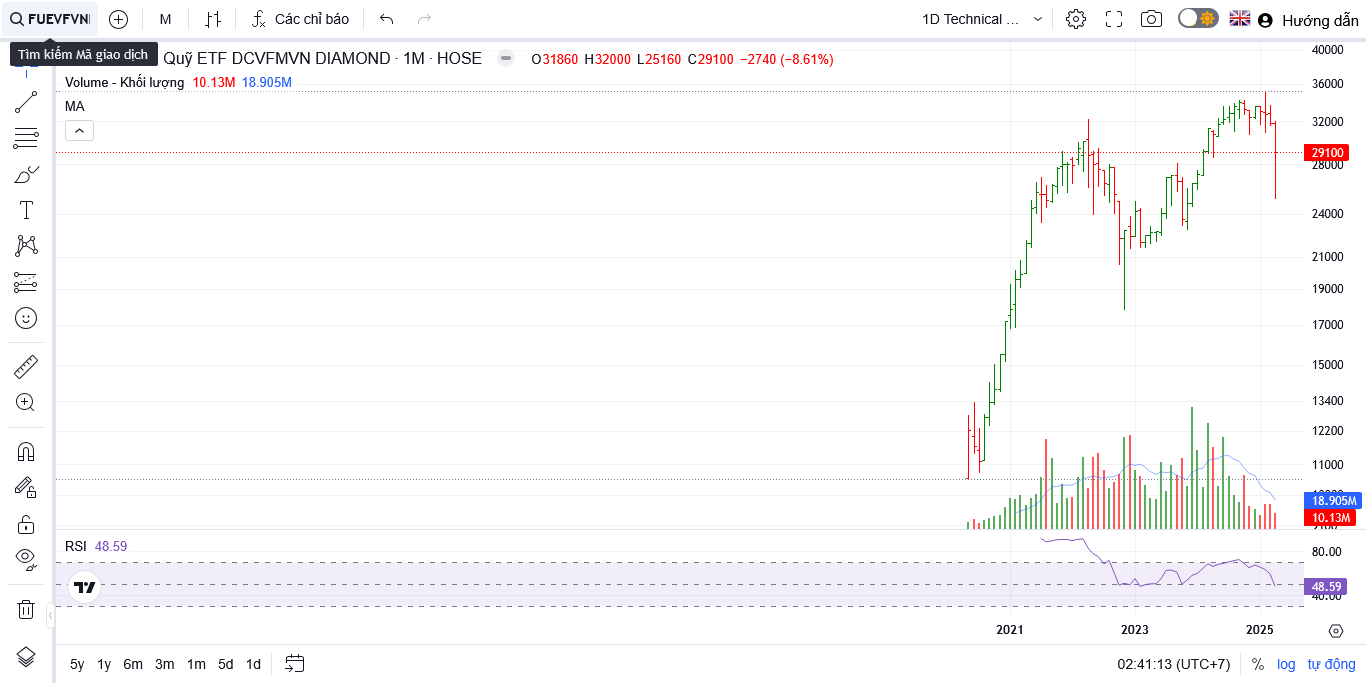 FUEVFVN
M
Các chỉ báo
1D Technical ...
Hướng dẫn
Tìm kiếm Mã giao dịch
Quỹ ETF DCVFMVN DIAMOND · 1M · HOSE
O31860 H32000 L25160 C29100 −2740 (−8.61%)
Volume - Khối lượng 10.13M 18.905M
MA
40000
36000
32000
29100
28000
24000
21000
19000
17000
15000
13400
12200
11000
18.905M
10.13M
RSI 48.59
80.00
48.59
40.00
2021
2023
2025
5y 1y 6m 3m 1m 5d 1d
02:41:13 (UTC+7)
%
log
tự động